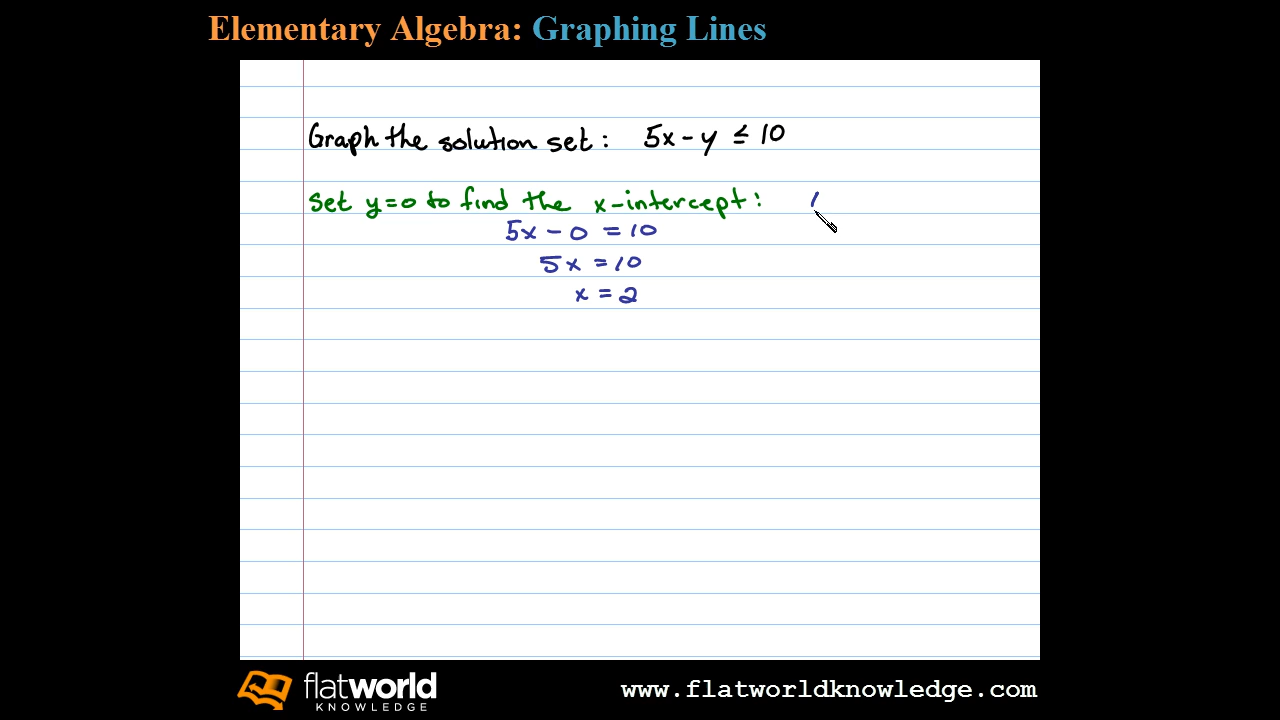 Elementary Algebra: Graphing Lines
Graph the solution set: 5x - y ≤ 10
Set y=0 to find the x-intercept: (
5x - 0 = 10
5x = 10
x = 2
flatworld
KNOWLEDGE
www.flatworldknowledge.com